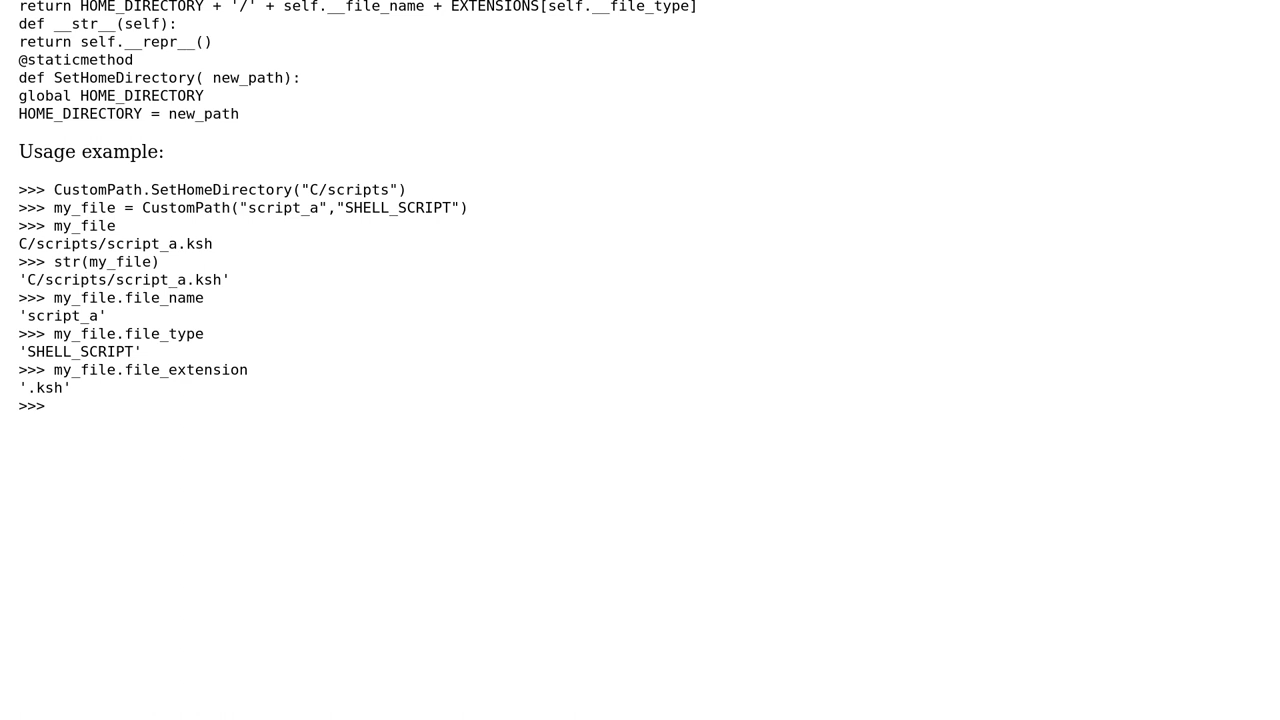 return HOME_DIRECTORY + '/' + self.__file_name + EXTENSIONS[self.__file_type]
def __str__(self):
return self.__repr__()
@staticmethod
def SetHomeDirectory( new_path):
global HOME_DIRECTORY
HOME_DIRECTORY = new_path
Usage example:
>>> CustomPath.SetHomeDirectory("C/scripts")
>>> my_file = CustomPath("script_a","SHELL_SCRIPT")
>>> my_file
C/scripts/script_a.ksh
>>> str(my_file)
'C/scripts/script_a.ksh'
>>> my_file.file_name
'script_a'
>>> my_file.file_type
'SHELL_SCRIPT'
>>> my_file.file_extension
'.ksh'
>>>